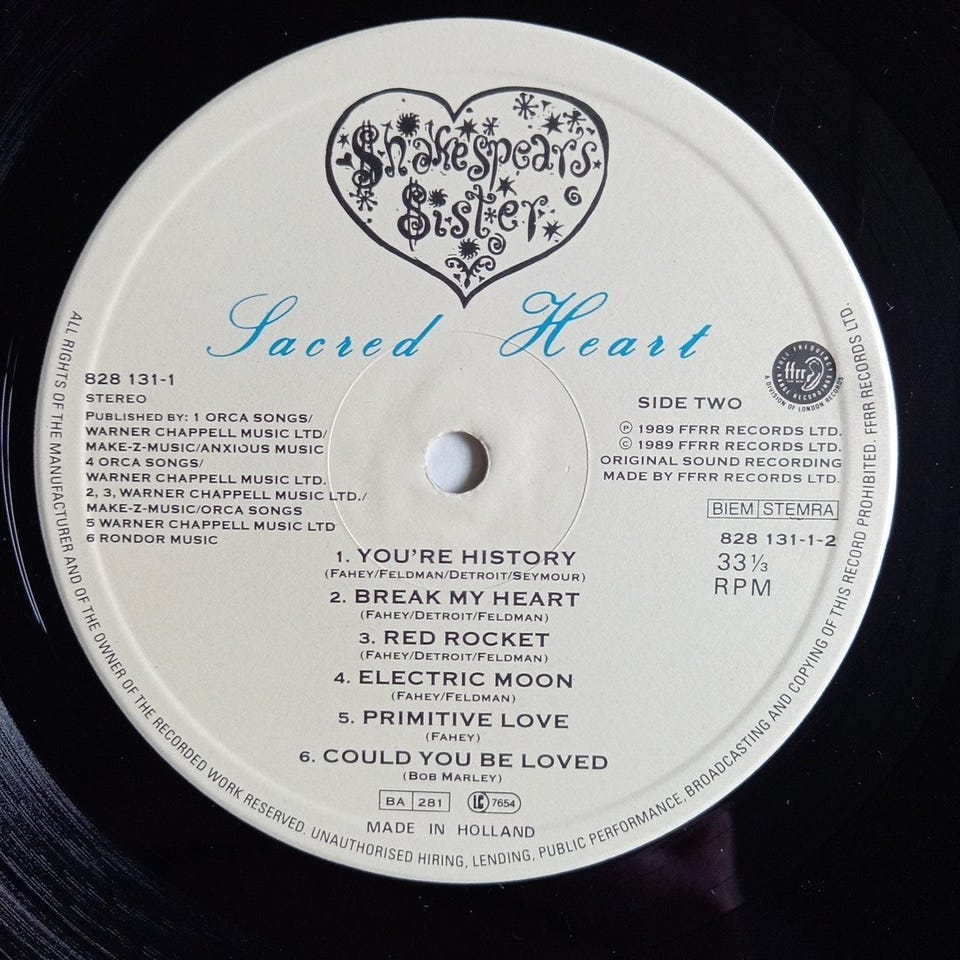 Shakespear's
Sister
Sacred Heart
828 131-1
STEREO
PUBLISHED BY: 1 ORCA SONGS/
WARNER CHAPPELL MUSIC LTD/
MAKE-Z-MUSIC/ANXIOUS MUSIC
4 ORCA SONGS/
WARNER CHAPPELL MUSIC LTD.
2, 3, WARNER CHAPPELL MUSIC LTD./
MAKE-Z-MUSIC/ORCA SONGS
5 WARNER CHAPPELL MUSIC LTD
6 RONDOR MUSIC
FULL FREQUENCY
RANGE RECORDINGS
ffrr
A DIVISION OF LONDON RECORDS
SIDE TWO
Ⓟ 1989 FFRR RECORDS LTD.
© 1989 FFRR RECORDS LTD.
ORIGINAL SOUND RECORDING
MADE BY FFRR RECORDS LTD.
BIEM STEMRA
828 131-1-2
33⅓
RPM
1. YOU'RE HISTORY
(FAHEY/FELDMAN/DETROIT/SEYMOUR)
2. BREAK MY HEART
(FAHEY/DETROIT/FELDMAN)
3. RED ROCKET
(FAHEY/DETROIT/FELDMAN)
4. ELECTRIC MOON
(FAHEY/FELDMAN)
5. PRIMITIVE LOVE
(FAHEY)
6. COULD YOU BE LOVED
(BOB MARLEY)
BA 281 LC 7654
MADE IN HOLLAND
ALL RIGHTS OF THE MANUFACTURER AND OF THE OWNER OF THE RECORDED WORK RESERVED. UNAUTHORISED HIRING, LENDING, PUBLIC PERFORMANCE, BROADCASTING AND COPYING OF THIS RECORD PROHIBITED. FFRR RECORDS LTD.